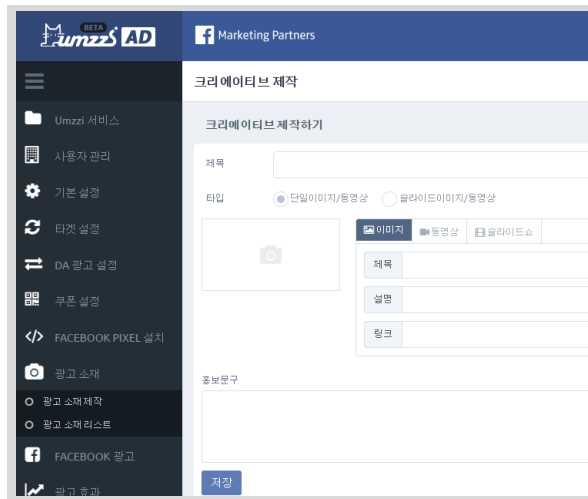 BETA
umzzi AD
Marketing Partners
크리에이티브 제작
Umzzi 서비스
사용자 관리
기본 설정
타겟 설정
DA 광고 설정
쿠폰 설정
FACEBOOK PIXEL 설치
광고 소재
광고 소재 제작
광고 소재 리스트
FACEBOOK 광고
광고 효과
크리에이티브 제작하기
제목
타입 단일이미지/동영상 슬라이드이미지/동영상
이미지 동영상 슬라이드쇼
제목
설명
링크
홍보문구
저장